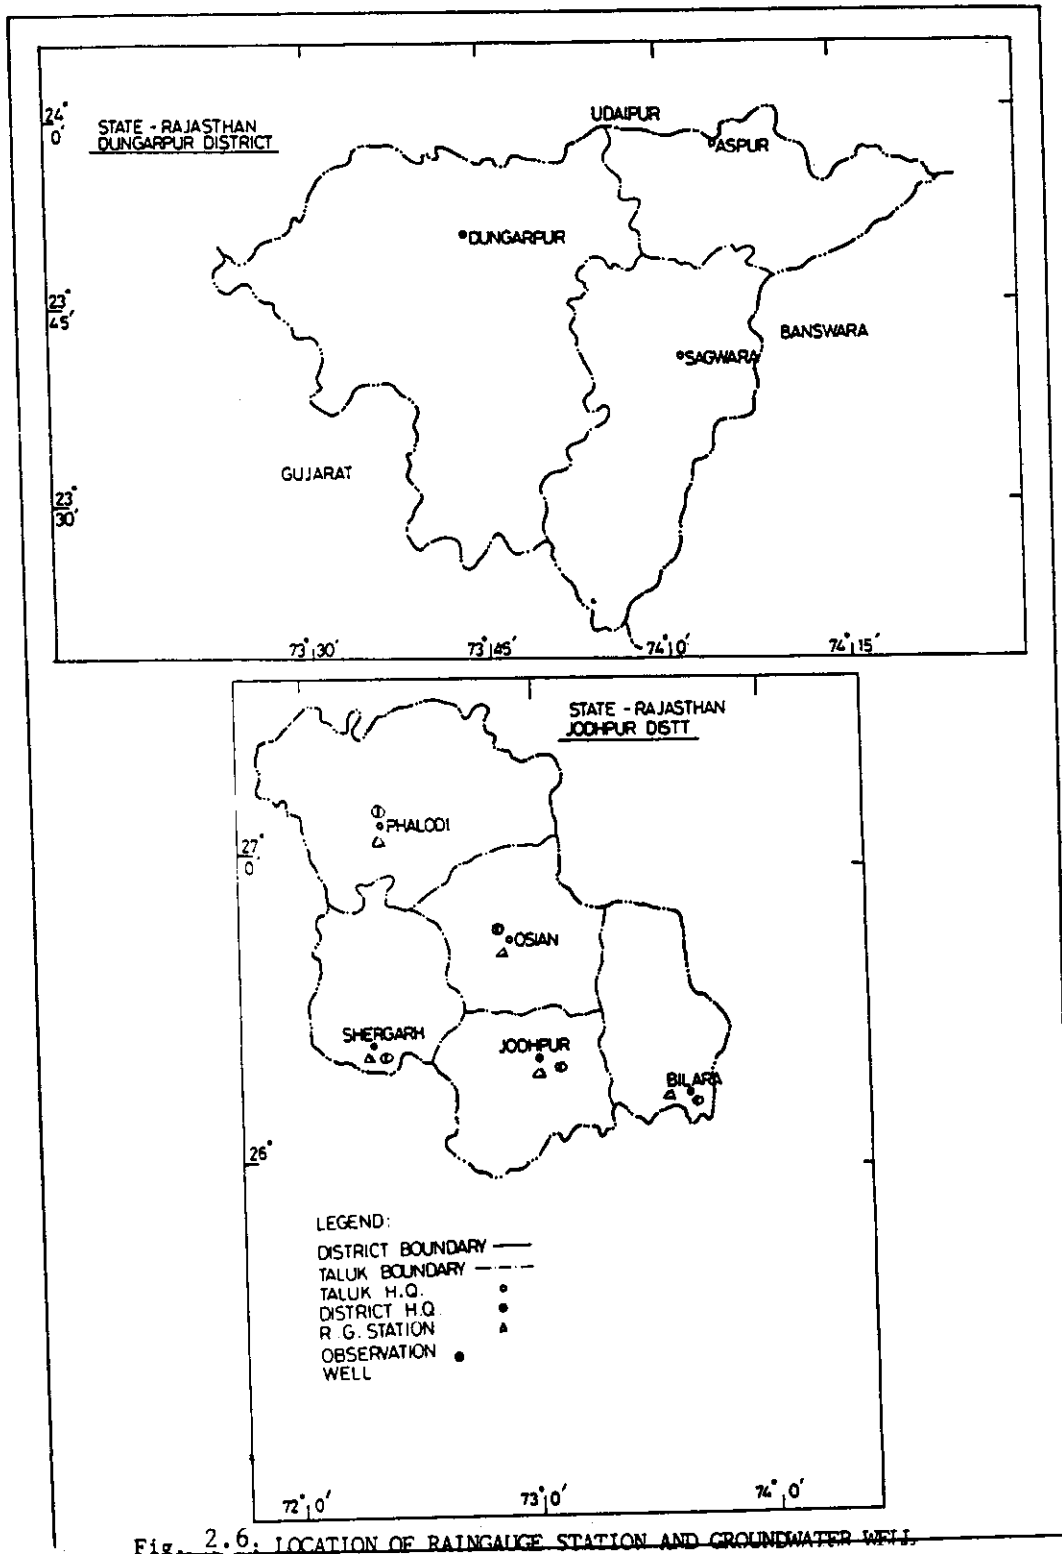 STATE - RAJASTHAN
DUNGARPUR DISTRICT
24° 0'
UDAIPUR
ASPUR
DUNGARPUR
23° 45'
BANSWARA
SAGWARA
GUJARAT
23° 30'
73° 30'
73° 45'
74° 0'
74° 15'
STATE - RAJASTHAN
JODHPUR DISTT
PHALODI
27° 0'
OSIAN
SHERGARH
JODHPUR
BILARA
26°
LEGEND:
DISTRICT BOUNDARY
TALUK BOUNDARY
TALUK H.Q.
DISTRICT H.Q
R.G. STATION
OBSERVATION
WELL
72° 0'
73° 0'
74° 0'
Fig. 2.6: LOCATION OF RAINGAUGE STATION AND GROUNDWATER WELL.